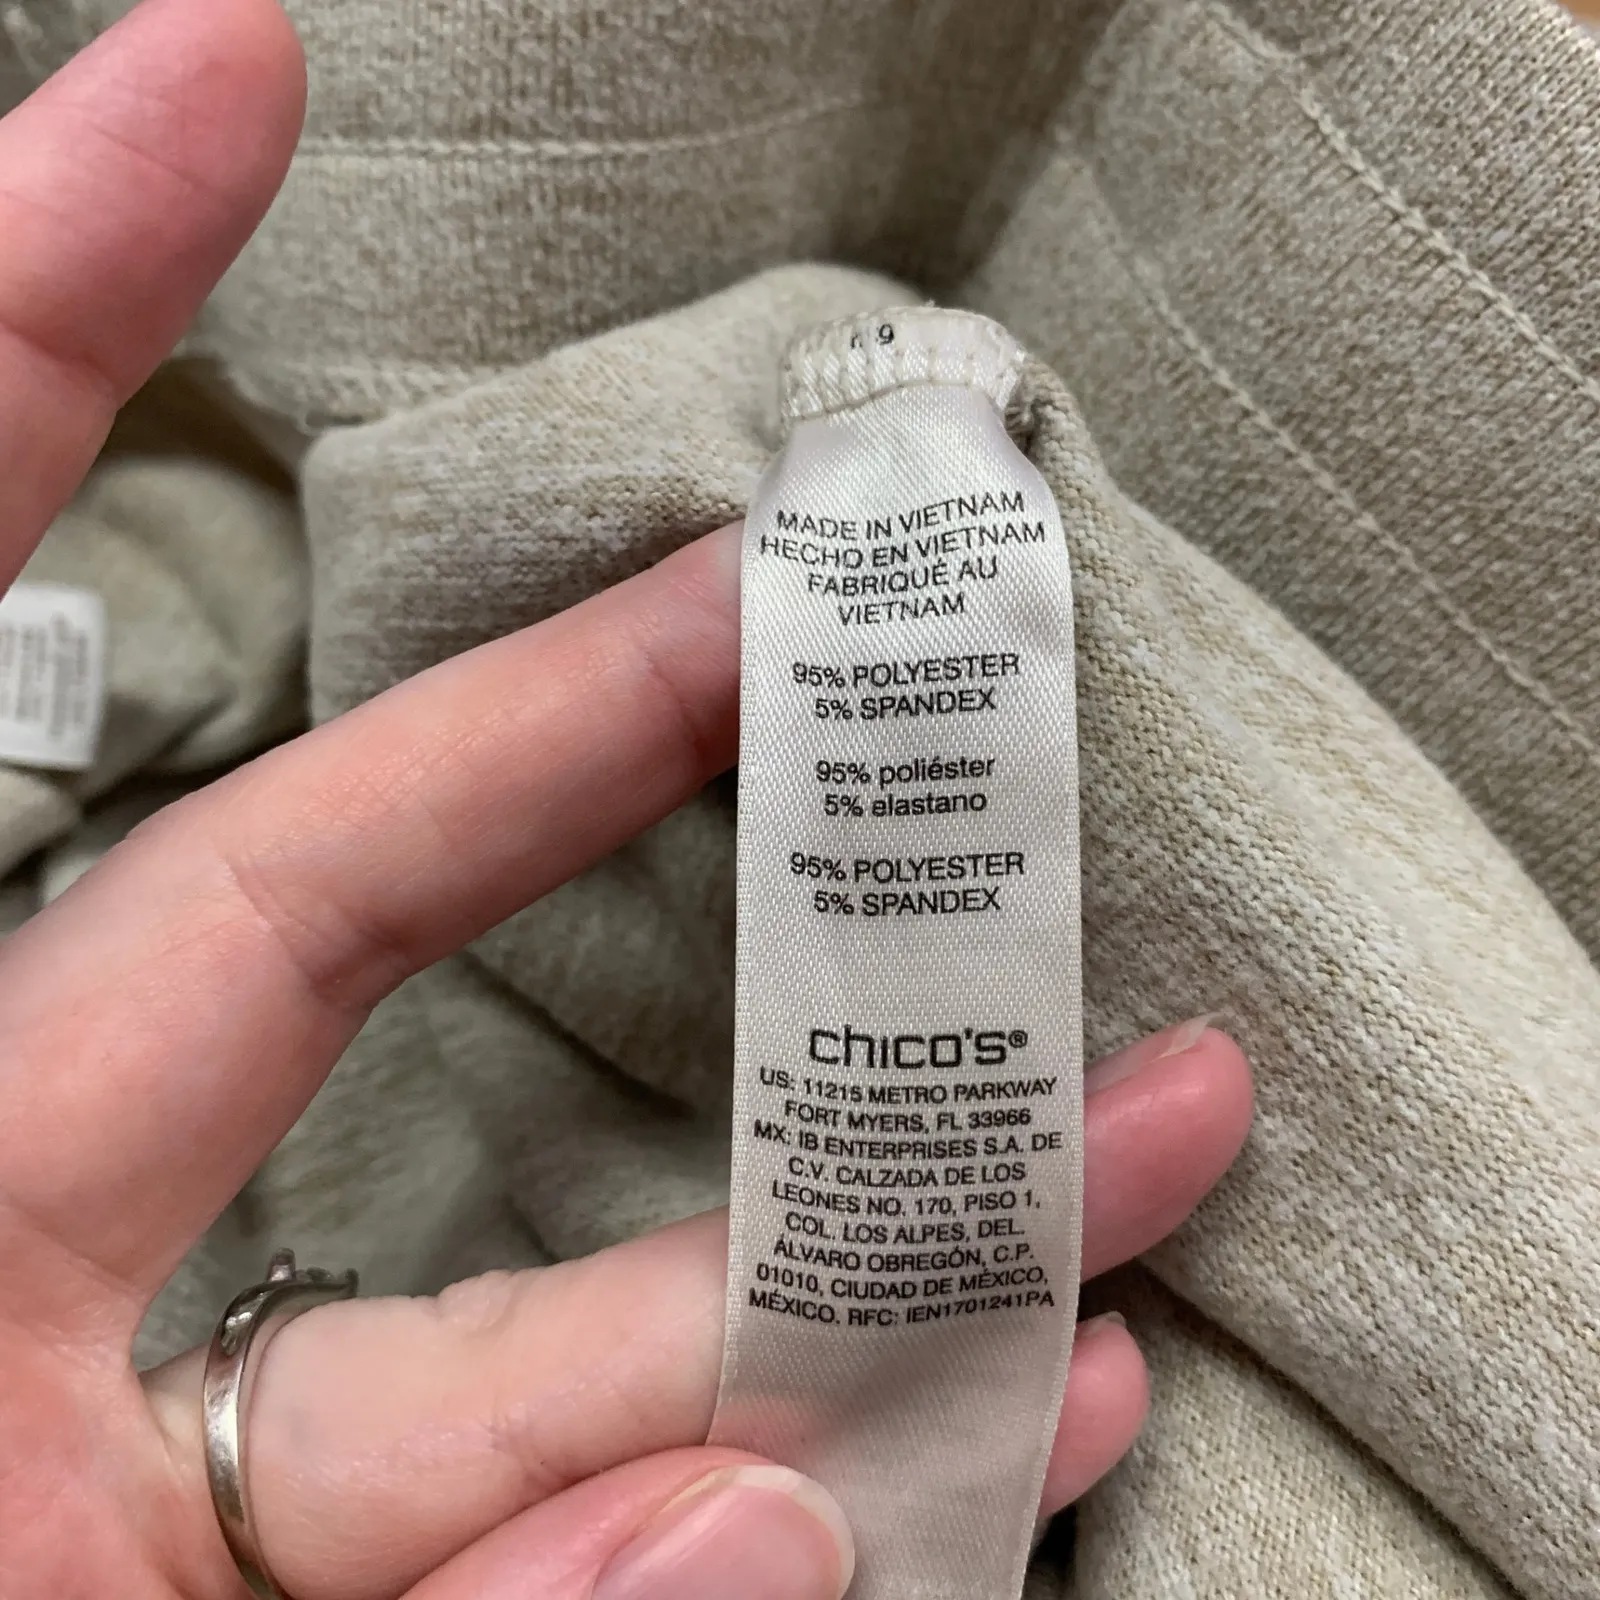 9
MADE IN VIETNAM
HECHO EN VIETNAM
FABRIQUÉ AU
VIETNAM
95% POLYESTER
5% SPANDEX
95% poliéster
5% elastano
95% POLYESTER
5% SPANDEX
chico's®
US: 11215 METRO PARKWAY
FORT MYERS, FL 33966
MX: IB ENTERPRISES S.A. DE
C.V. CALZADA DE LOS
LEONES NO. 170, PISO 1,
COL. LOS ALPES, DEL.
ÁLVARO OBREGÓN, C.P.
01010, CIUDAD DE MÉXICO,
MÉXICO. RFC: IEN1701241PA